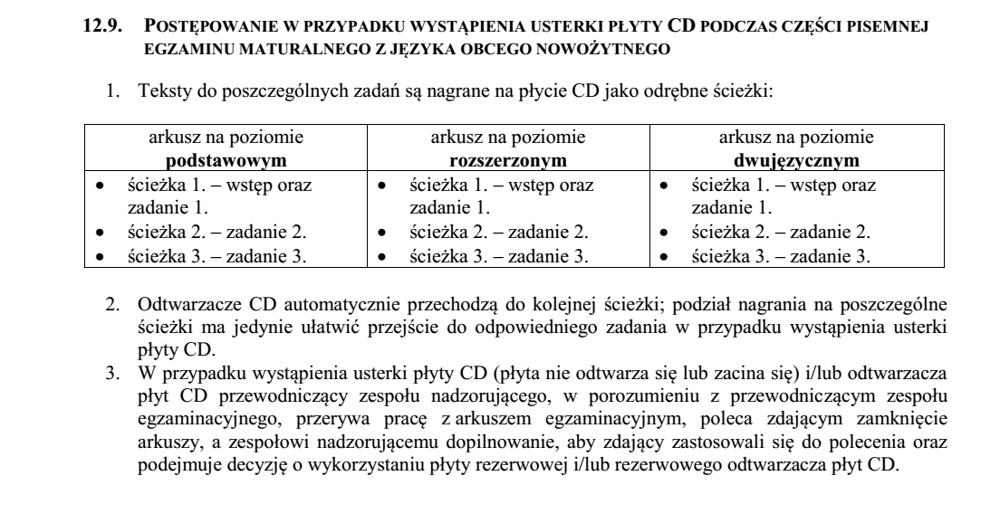 12.9. POSTĘPOWANIE W PRZYPADKU WYSTĄPIENIA USTERKI PŁYTY CD PODCZAS CZĘŚCI PISEMNEJ
EGZAMINU MATURALNEGO Z JĘZYKA OBCEGO NOWOŻYTNEGO
1. Teksty do poszczególnych zadań są nagrane na płycie CD jako odrębne ścieżki:
arkusz na poziomie
podstawowym
• ścieżka 1. – wstęp oraz
zadanie 1.
• ścieżka 2. – zadanie 2.
• ścieżka 3. – zadanie 3.
arkusz na poziomie
rozszerzonym
• ścieżka 1. – wstęp oraz
zadanie 1.
• ścieżka 2. – zadanie 2.
• ścieżka 3. – zadanie 3.
arkusz na poziomie
dwujęzycznym
• ścieżka 1. – wstęp oraz
zadanie 1.
• ścieżka 2. – zadanie 2.
• ścieżka 3. – zadanie 3.
2. Odtwarzacze CD automatycznie przechodzą do kolejnej ścieżki; podział nagrania na poszczególne
ścieżki ma jedynie ułatwić przejście do odpowiedniego zadania w przypadku wystąpienia usterki
płyty CD.
3. W przypadku wystąpienia usterki płyty CD (płyta nie odtwarza się lub zacina się) i/lub odtwarzacza
płyt CD przewodniczący zespołu nadzorującego, w porozumieniu z przewodniczącym zespołu
egzaminacyjnego, przerywa pracę z arkuszem egzaminacyjnym, poleca zdającym zamknięcie
arkuszy, a zespołowi nadzorującemu dopilnowanie, aby zdający zastosowali się do polecenia oraz
podejmuje decyzję o wykorzystaniu płyty rezerwowej i/lub rezerwowego odtwarzacza płyt CD.